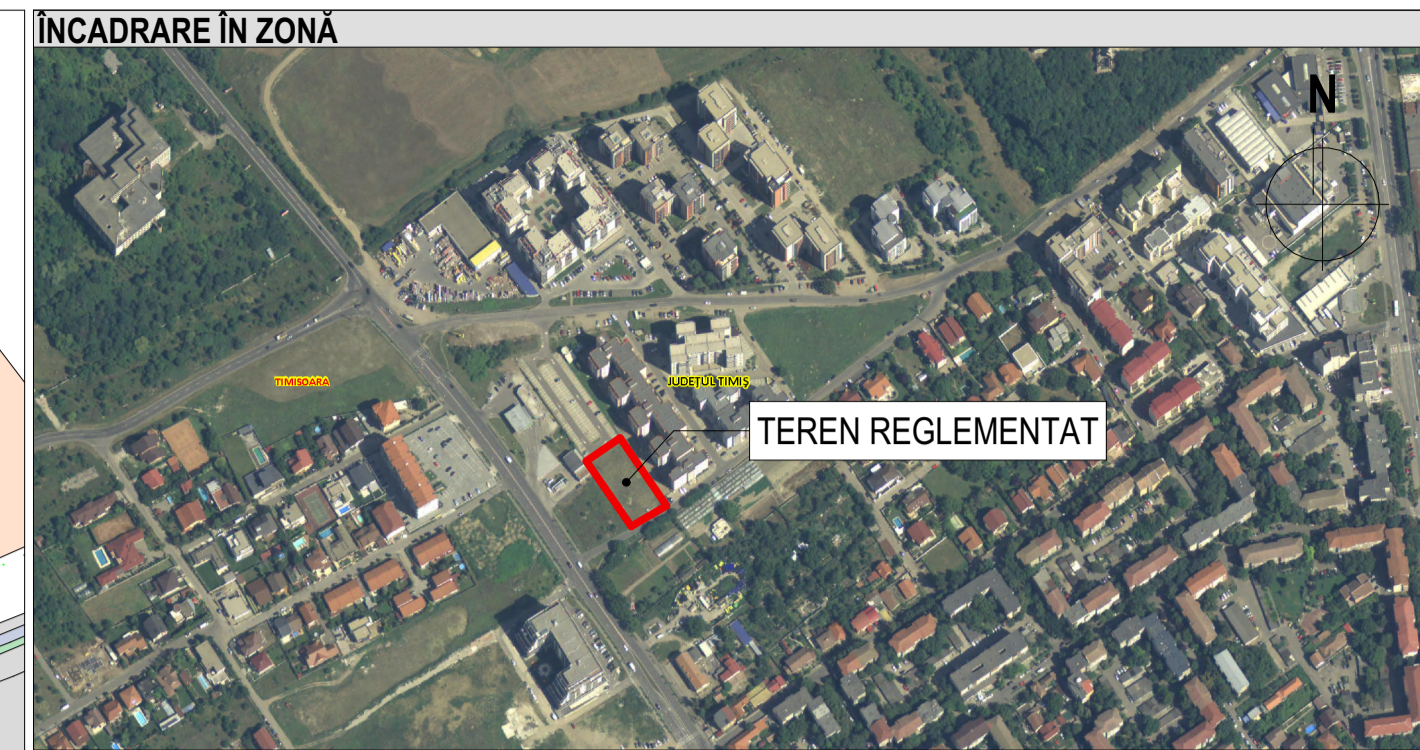 ÎNCADRARE ÎN ZONĂ
N
TIMISOARA
JUDEȚUL TIMIȘ
TEREN REGLEMENTAT